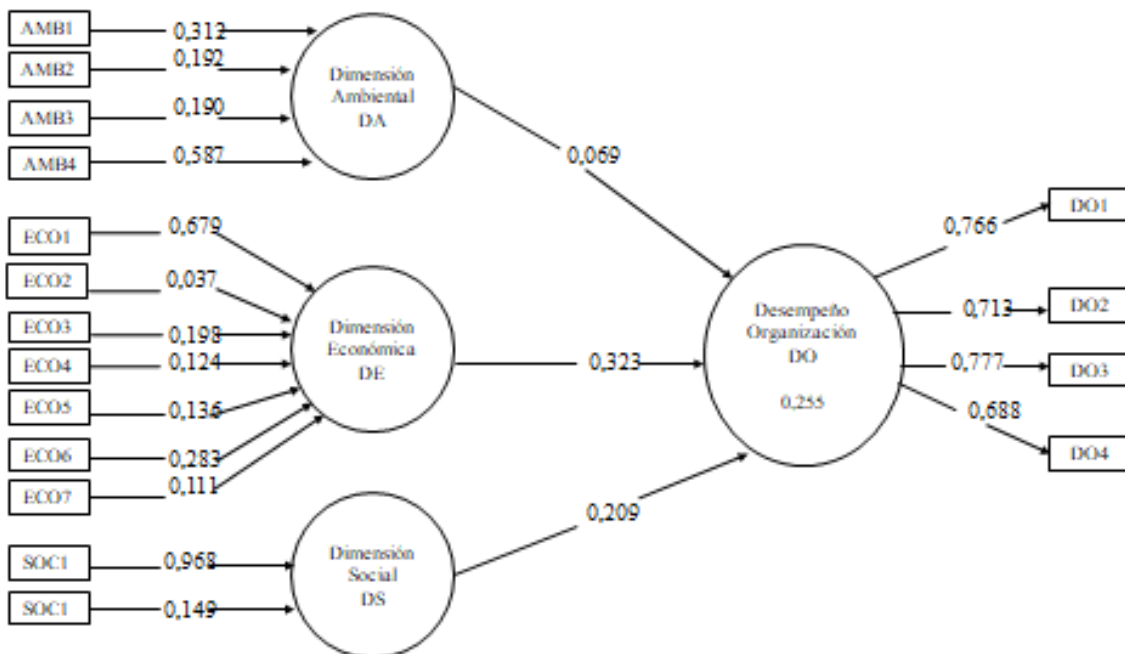 AMB1
0,312
AMB2
0,192
AMB3
0,190
AMB4
0,587
Dimensión
Ambiental
DA
0,069
ECO1
0,679
ECO2
0,037
ECO3
0,198
ECO4
0,124
ECO5
0,136
ECO6
0,283
ECO7
0,111
Dimensión
Económica
DE
0,323
SOC1
0,968
SOC1
0,149
Dimensión
Social
DS
0,209
Desempeño
Organización
DO
0,255
0,766
DO1
0,713
DO2
0,777
DO3
0,688
DO4